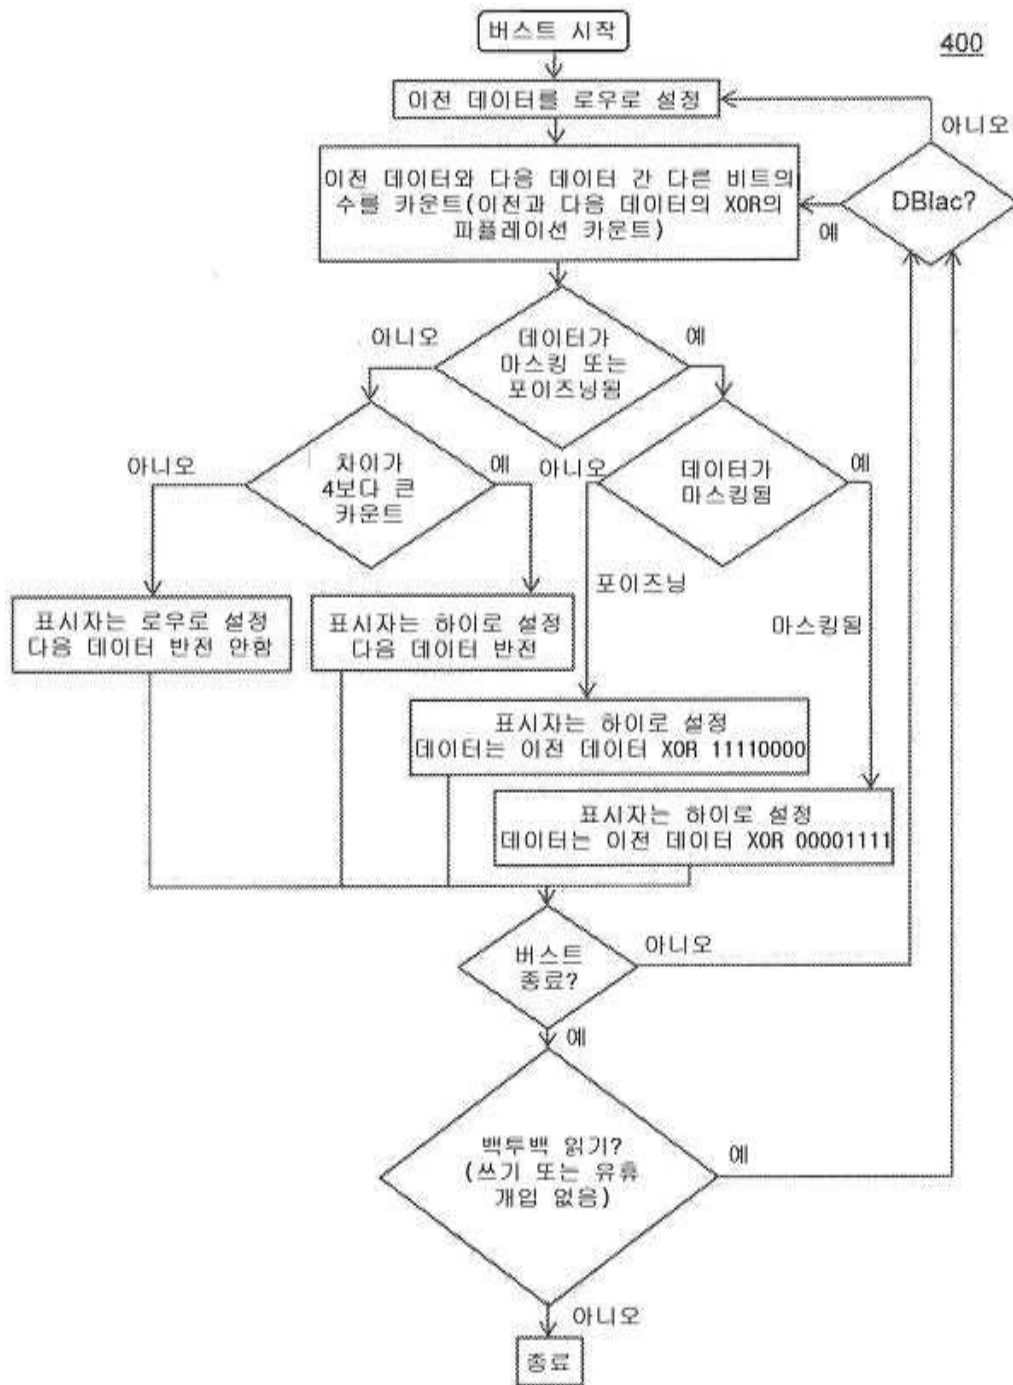 버스트 시작
400
이전 데이터를 로우로 설정
아니오
이전 데이터와 다음 데이터 간 다른 비트의
수를 카운트(이전과 다음 데이터의 XOR의
파퓰레이션 카운트)
DBIac?
예
아니오
데이터가
마스킹 또는
포이즈닝됨
예
아니오
차이가
4보다 큰
카운트
예
아니오
데이터가
마스킹됨
예
포이즈닝
마스킹됨
표시자는 로우로 설정
다음 데이터 반전 안함
표시자는 하이로 설정
다음 데이터 반전
표시자는 하이로 설정
데이터는 이전 데이터 XOR 11110000
표시자는 하이로 설정
데이터는 이전 데이터 XOR 00001111
버스트
종료?
아니오
예
백투백 읽기?
(쓰기 또는 유휴
개입 없음)
예
아니오
종료